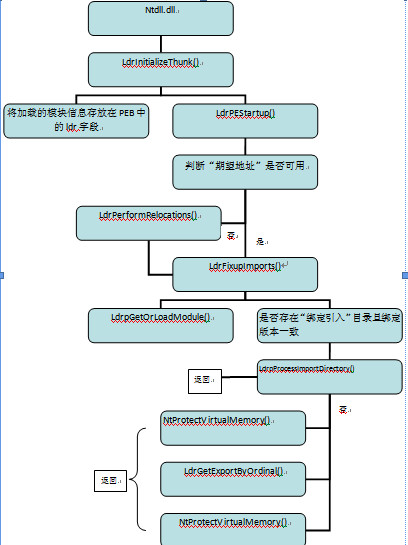 Ntdll.dll
LdrInitializeThunk()
将加载的模块信息存放在 PEB 中
的 ldr 字段
LdrPEStartup()
判断“期望地址”是否可用
LdrPerformRelocations()
否
是
LdrFixupImports()
LdrpGetOrLoadModule()
是否存在“绑定引入”目录且绑定
版本一致
LdrpProcessImportDirectory()
返回
否
NtProtectVirtualMemory()
LdrGetExportByOrdinal()
返回
NtProtectVirtualMemory()